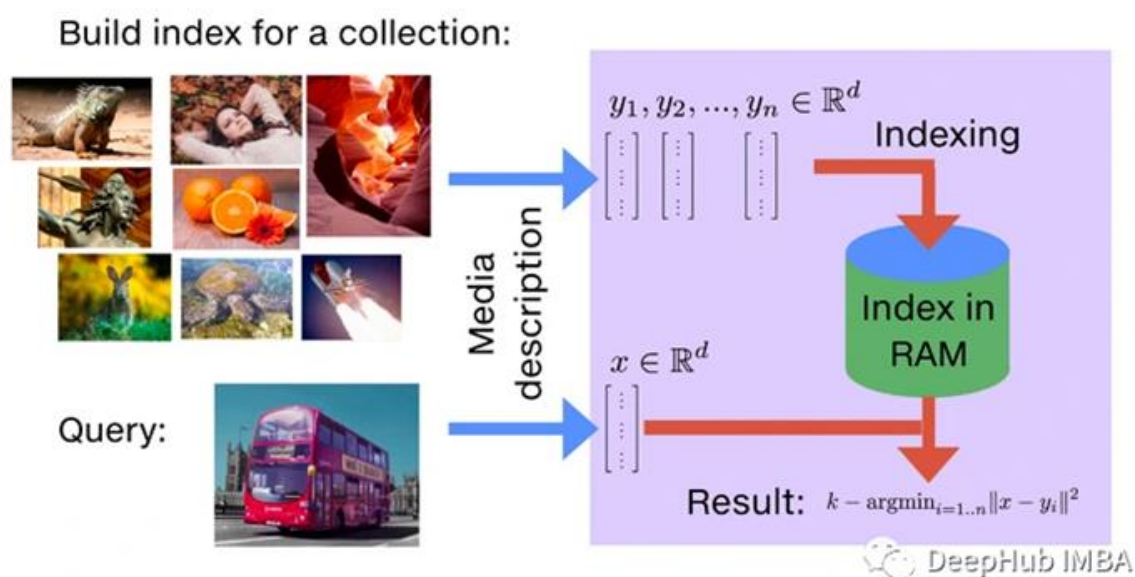 Build index for a collection:
y₁, y₂, ..., yₙ ∈ ℝᵈ
Indexing
Media
description
Index in
RAM
x ∈ ℝᵈ
Query:
Result: k − argminᵢ₌₁..ₙ‖x − yᵢ‖²
DeepHub IMBA